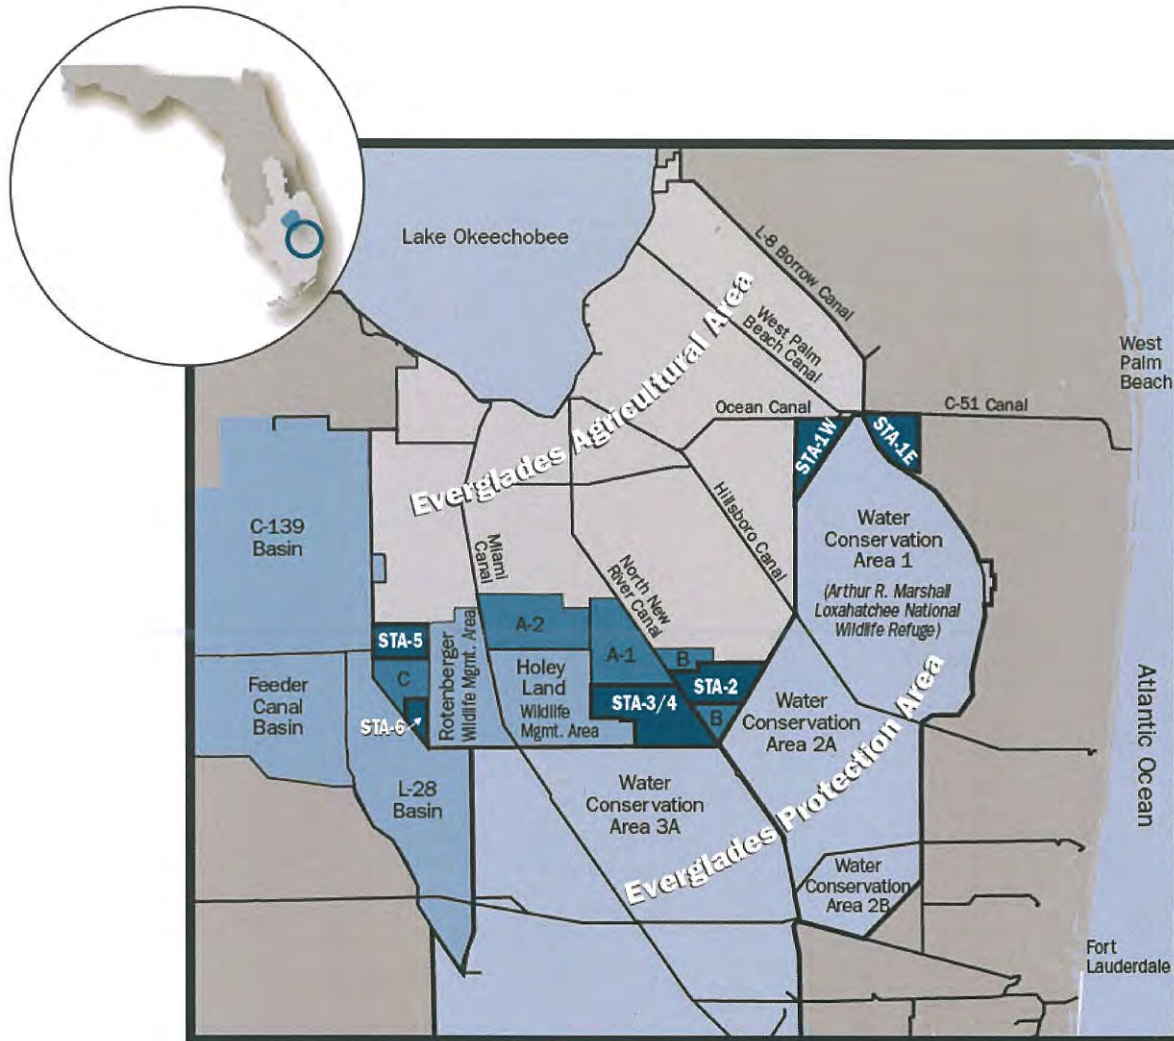 Lake Okeechobee
L-8 Borrow Canal
West Palm
Beach Canal
Everglades Agricultural Area
West
Palm
Beach
Ocean Canal
C-51 Canal
STA-1W
STA-1E
C-139
Basin
Miami
Canal
Hillsboro Canal
North New
River Canal
Water
Conservation
Area 1
(Arthur R. Marshall
Loxahatchee National
Wildlife Refuge)
STA-5
C
STA-6
Rotenberger
Wildlife Mgmt. Area
A-2
Holey
Land
Wildlife
Mgmt. Area
A-1
B
STA-2
STA-3/4
B
Feeder
Canal
Basin
L-28
Basin
Water
Conservation
Area 2A
Water
Conservation
Area 3A
Everglades Protection Area
Water
Conservation
Area 2B
Atlantic Ocean
Fort
Lauderdale